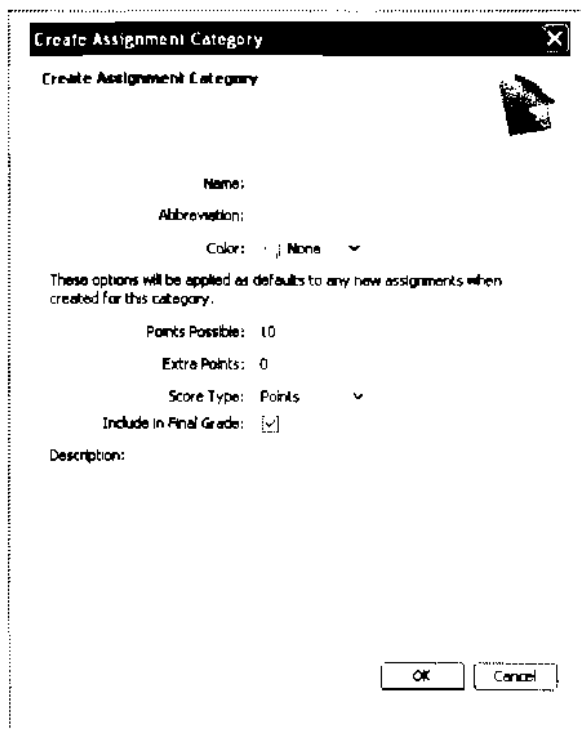 Create Assignment Category
Create Assignment Category
Name:
Abbreviation:
Color: None
These options will be applied as defaults to any new assignments when
created for this category.
Points Possible: 10
Extra Points: 0
Score Type: Points
Include in Final Grade:
Description:
OK Cancel